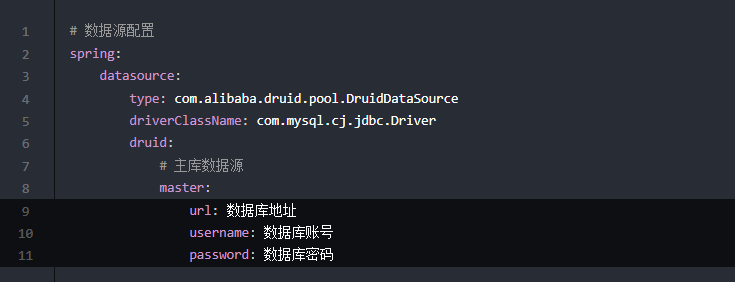 1 # 数据源配置
2 spring:
3     datasource:
4         type: com.alibaba.druid.pool.DruidDataSource
5         driverClassName: com.mysql.cj.jdbc.Driver
6         druid:
7             # 主库数据源
8             master:
9                 url: 数据库地址
10                 username: 数据库账号
11                 password: 数据库密码